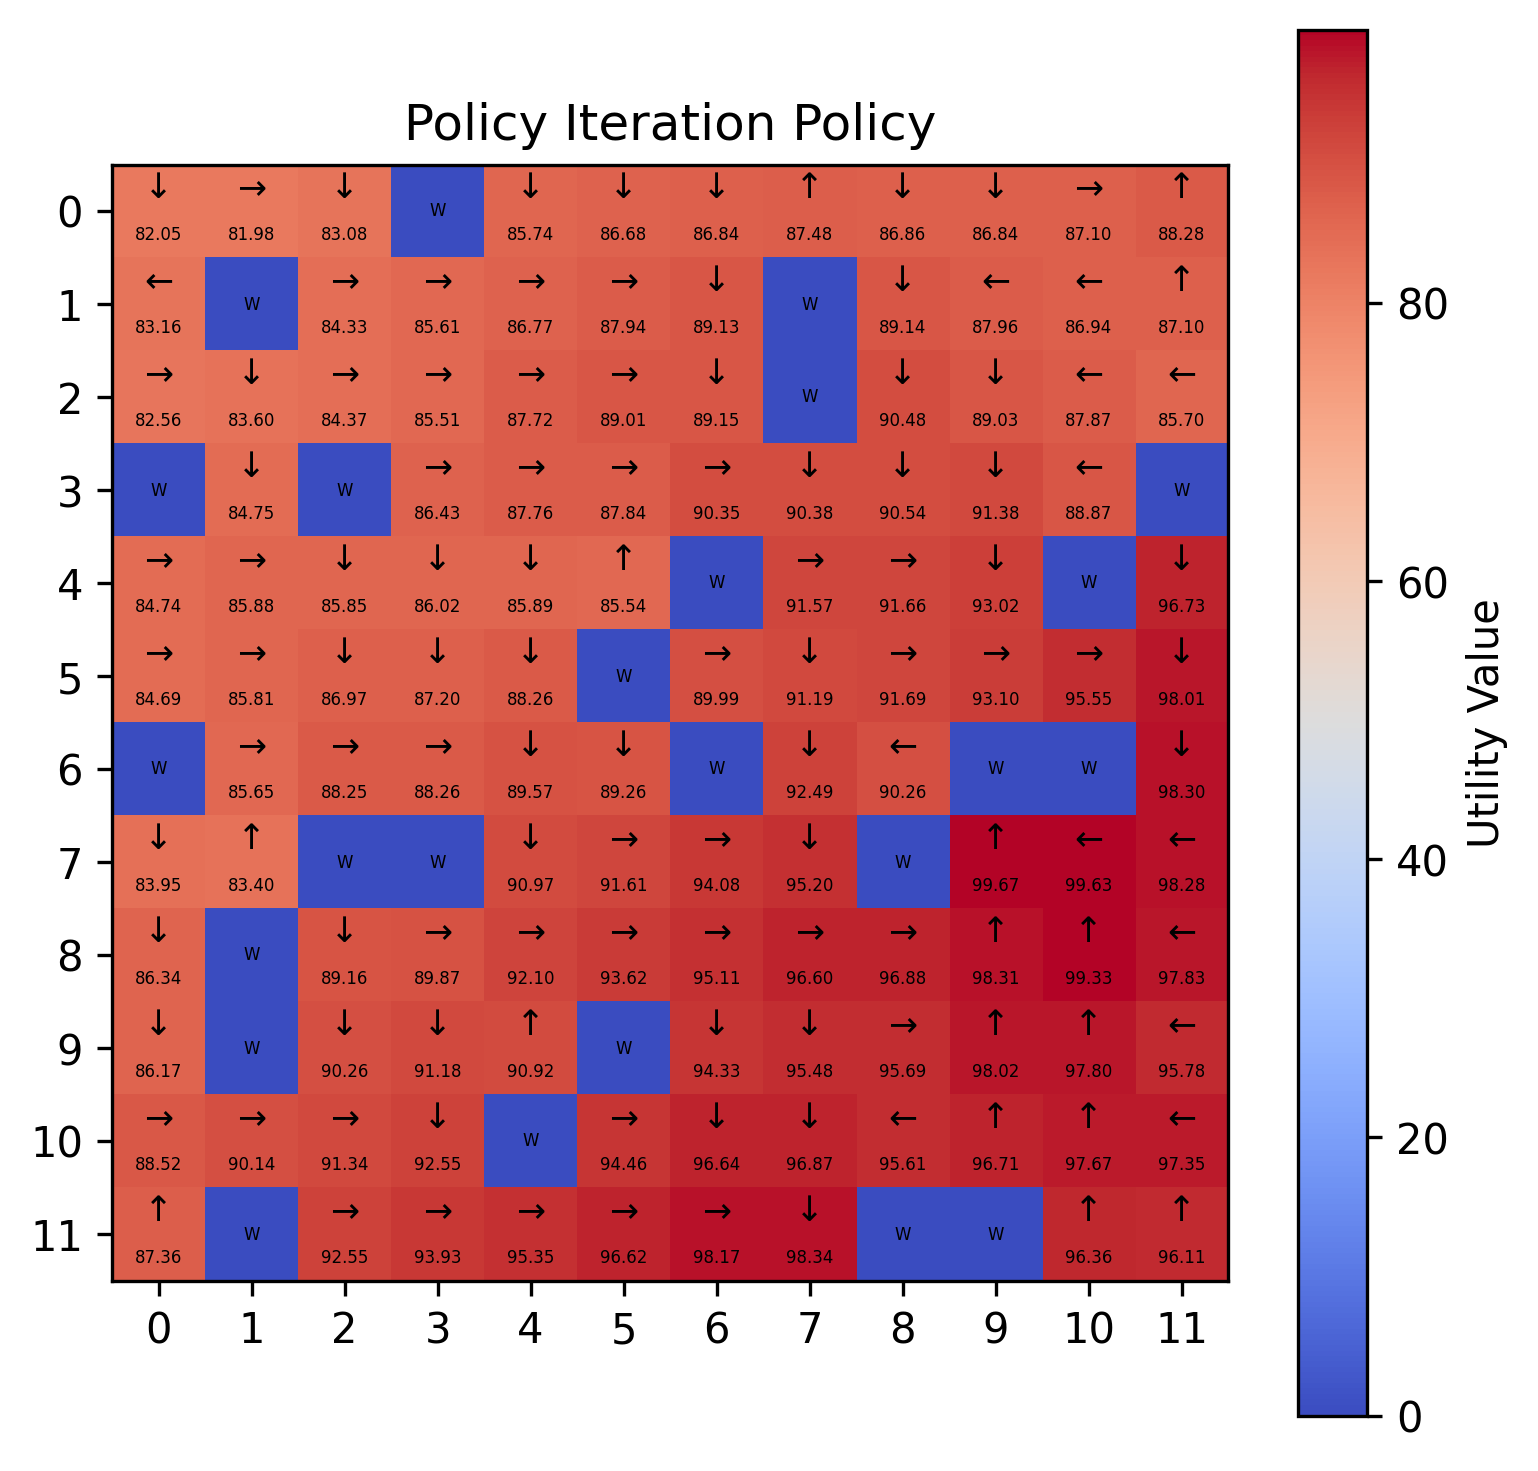 Policy Iteration Policy
0 ↓ → ↓ W ↓ ↓ ↓ ↑ ↓ ↓ → ↑
82.05 81.98 83.08 85.74 86.68 86.84 87.48 86.86 86.84 87.10 88.28
1 ← W → → → → ↓ W ↓ ← ← ↑
83.16 84.33 85.61 86.77 87.94 89.13 89.14 87.96 86.94 87.10
2 → ↓ → → → → ↓ W ↓ ↓ ← ←
82.56 83.60 84.37 85.51 87.72 89.01 89.15 90.48 89.03 87.87 85.70
3 W ↓ W → → → → ↓ ↓ ↓ ← W
84.75 86.43 87.76 87.84 90.35 90.38 90.54 91.38 88.87
4 → → ↓ ↓ ↓ ↑ W → → ↓ W ↓
84.74 85.88 85.85 86.02 85.89 85.54 91.57 91.66 93.02 96.73
5 → → ↓ ↓ ↓ W → ↓ → → → ↓
84.69 85.81 86.97 87.20 88.26 89.99 91.19 91.69 93.10 95.55 98.01
6 W → → → ↓ ↓ W ↓ ← W W ↓
85.65 88.25 88.26 89.57 89.26 92.49 90.26 98.30
7 ↓ ↑ W W ↓ → → ↓ W ↑ ← ←
83.95 83.40 90.97 91.61 94.08 95.20 99.67 99.63 98.28
8 ↓ W ↓ → → → → → → ↑ ↑ ←
86.34 89.16 89.87 92.10 93.62 95.11 96.60 96.88 98.31 99.33 97.83
9 ↓ W ↓ ↓ ↑ W ↓ ↓ → ↑ ↑ ←
86.17 90.26 91.18 90.92 94.33 95.48 95.69 98.02 97.80 95.78
10 → → → ↓ W → ↓ ↓ ← ↑ ↑ ←
88.52 90.14 91.34 92.55 94.46 96.64 96.87 95.61 96.71 97.67 97.35
11 ↑ W → → → → → ↓ W W ↑ ↑
87.36 92.55 93.93 95.35 96.62 98.17 98.34 96.36 96.11
0 1 2 3 4 5 6 7 8 9 10 11
80
60
40
20
0
Utility Value